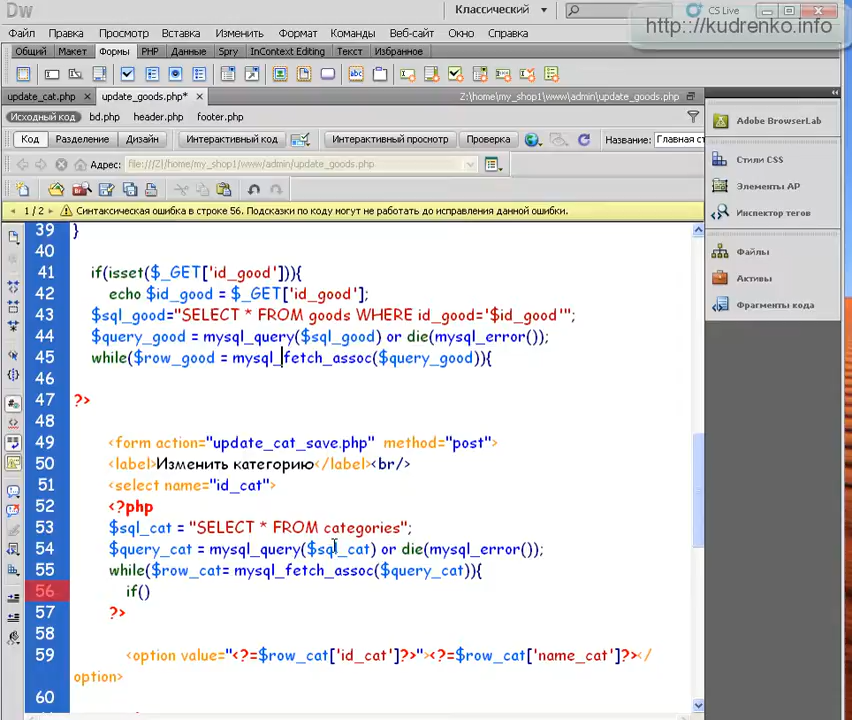 Dw
Классический
CS Live
http:://kudrenko.info
Файл Правка Просмотр Вставка Изменить Формат Команды Веб-сайт Окно Справка
Общий Макет Формы PHP Данные Spry InContext Editing Текст Избранное
abc
update_cat.php × update_goods.php* × Z:\home\my_shop1\www\admin\update_goods.php
Исходный код bd.php header.php footer.php
Код Разделение Дизайн Интерактивный код Интерактивный просмотр Проверка Название: Главная ст
Адрес: file:///Z|/home/my_shop1/www/admin/update_goods.php
1 / 2 Синтаксическая ошибка в строке 56. Подсказки по коду могут не работать до исправления данной ошибки.
39 }
40
41 if(isset($_GET['id_good'])){
42 echo $id_good = $_GET['id_good'];
43 $sql_good="SELECT * FROM goods WHERE id_good='$id_good'";
44 $query_good = mysql_query($sql_good) or die(mysql_error());
45 while($row_good = mysql_fetch_assoc($query_good)){
46
47 ?>
48
49 <form action="update_cat_save.php" method="post">
50 <label>Изменить категорию</label><br/>
51 <select name="id_cat">
52 <?php
53 $sql_cat = "SELECT * FROM categories";
54 $query_cat = mysql_query($sql_cat) or die(mysql_error());
55 while($row_cat= mysql_fetch_assoc($query_cat)){
56 if()
57 ?>
58
59 <option value="<?=$row_cat['id_cat']?>"><?=$row_cat['name_cat']?></
option>
60
Adobe BrowserLab
Стили CSS
Элементы AP
Инспектор тегов
Файлы
Активы
Фрагменты кода